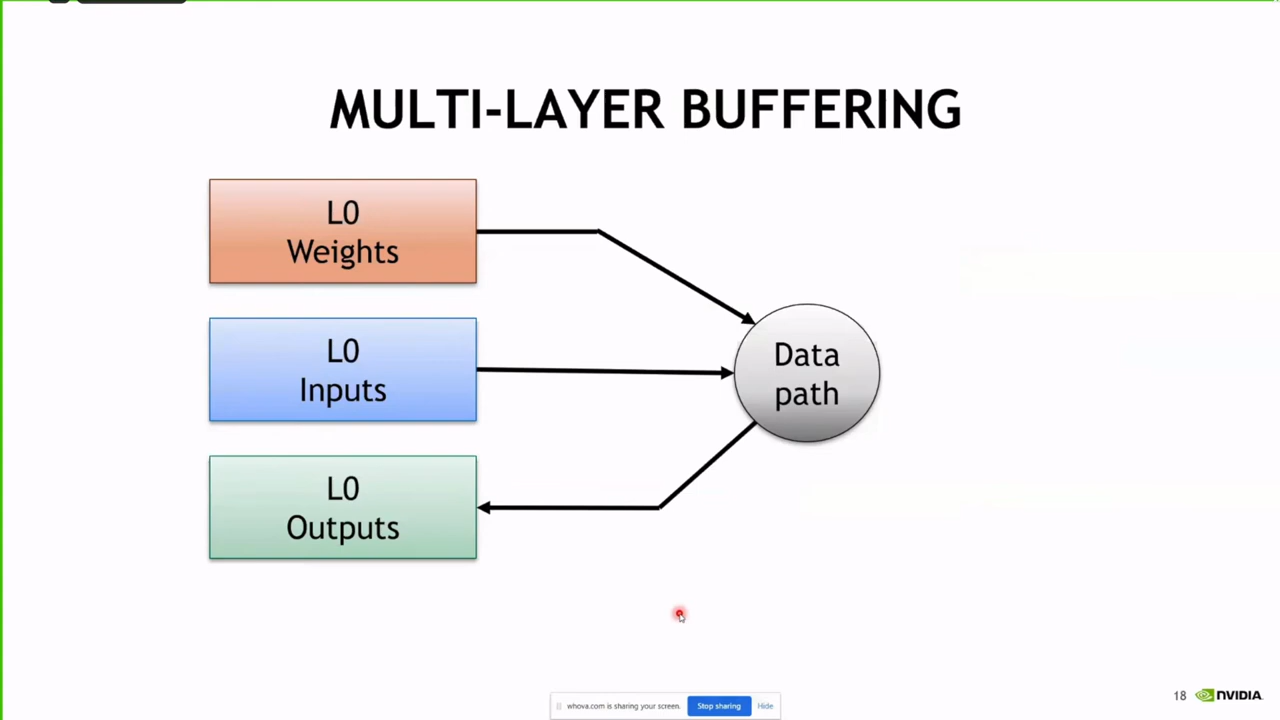 MULTI-LAYER BUFFERING
L0
Weights
L0
Inputs
L0
Outputs
Data
path
18 NVIDIA.
whova.com is sharing your screen. Stop sharing Hide